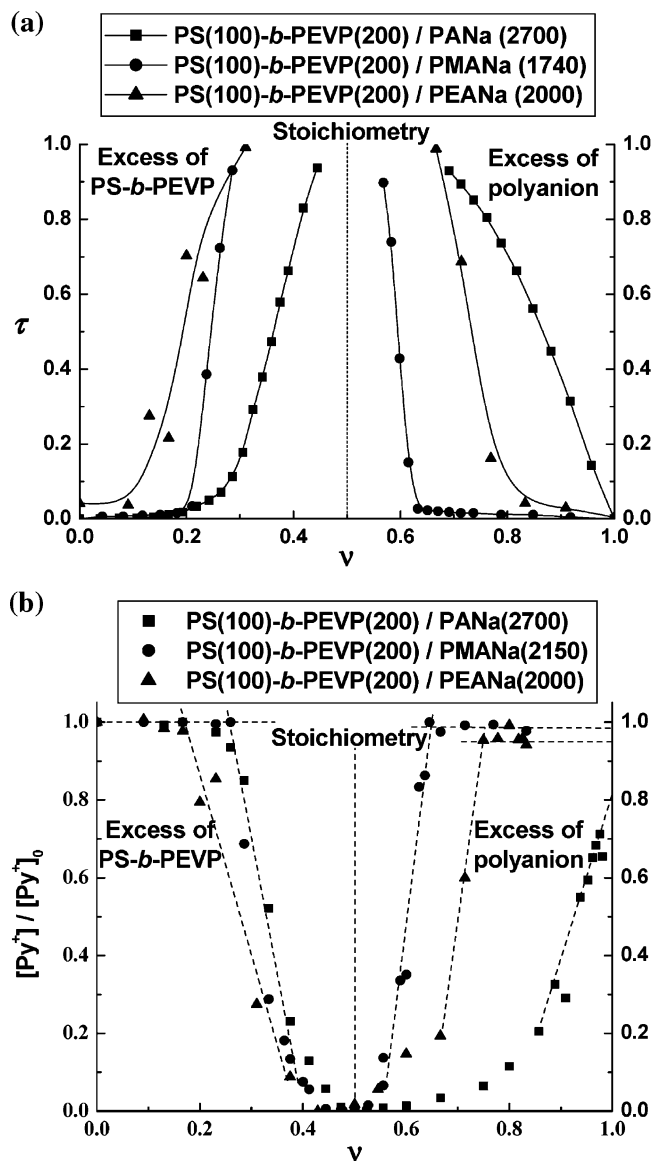 (a)
PS(100)-b-PEVP(200) / PANa (2700)
PS(100)-b-PEVP(200) / PMANa (1740)
PS(100)-b-PEVP(200) / PEANa (2000)
Stoichiometry
Excess of
PS-b-PEVP
Excess of
polyanion
1.0 1.0
0.8 0.8
0.6 0.6
τ
0.4 0.4
0.2 0.2
0.0 0.0
0.0 0.2 0.4 0.6 0.8 1.0
ν
(b)
PS(100)-b-PEVP(200) / PANa(2700)
PS(100)-b-PEVP(200) / PMANa(2150)
PS(100)-b-PEVP(200) / PEANa(2000)
Stoichiometry
Excess of
PS-b-PEVP
Excess of
polyanion
1.0 1.0
0.8 0.8
0.6 0.6
[Py⁺] / [Py⁺]₀
0.4 0.4
0.2 0.2
0.0 0.0
0.0 0.2 0.4 0.6 0.8 1.0
ν